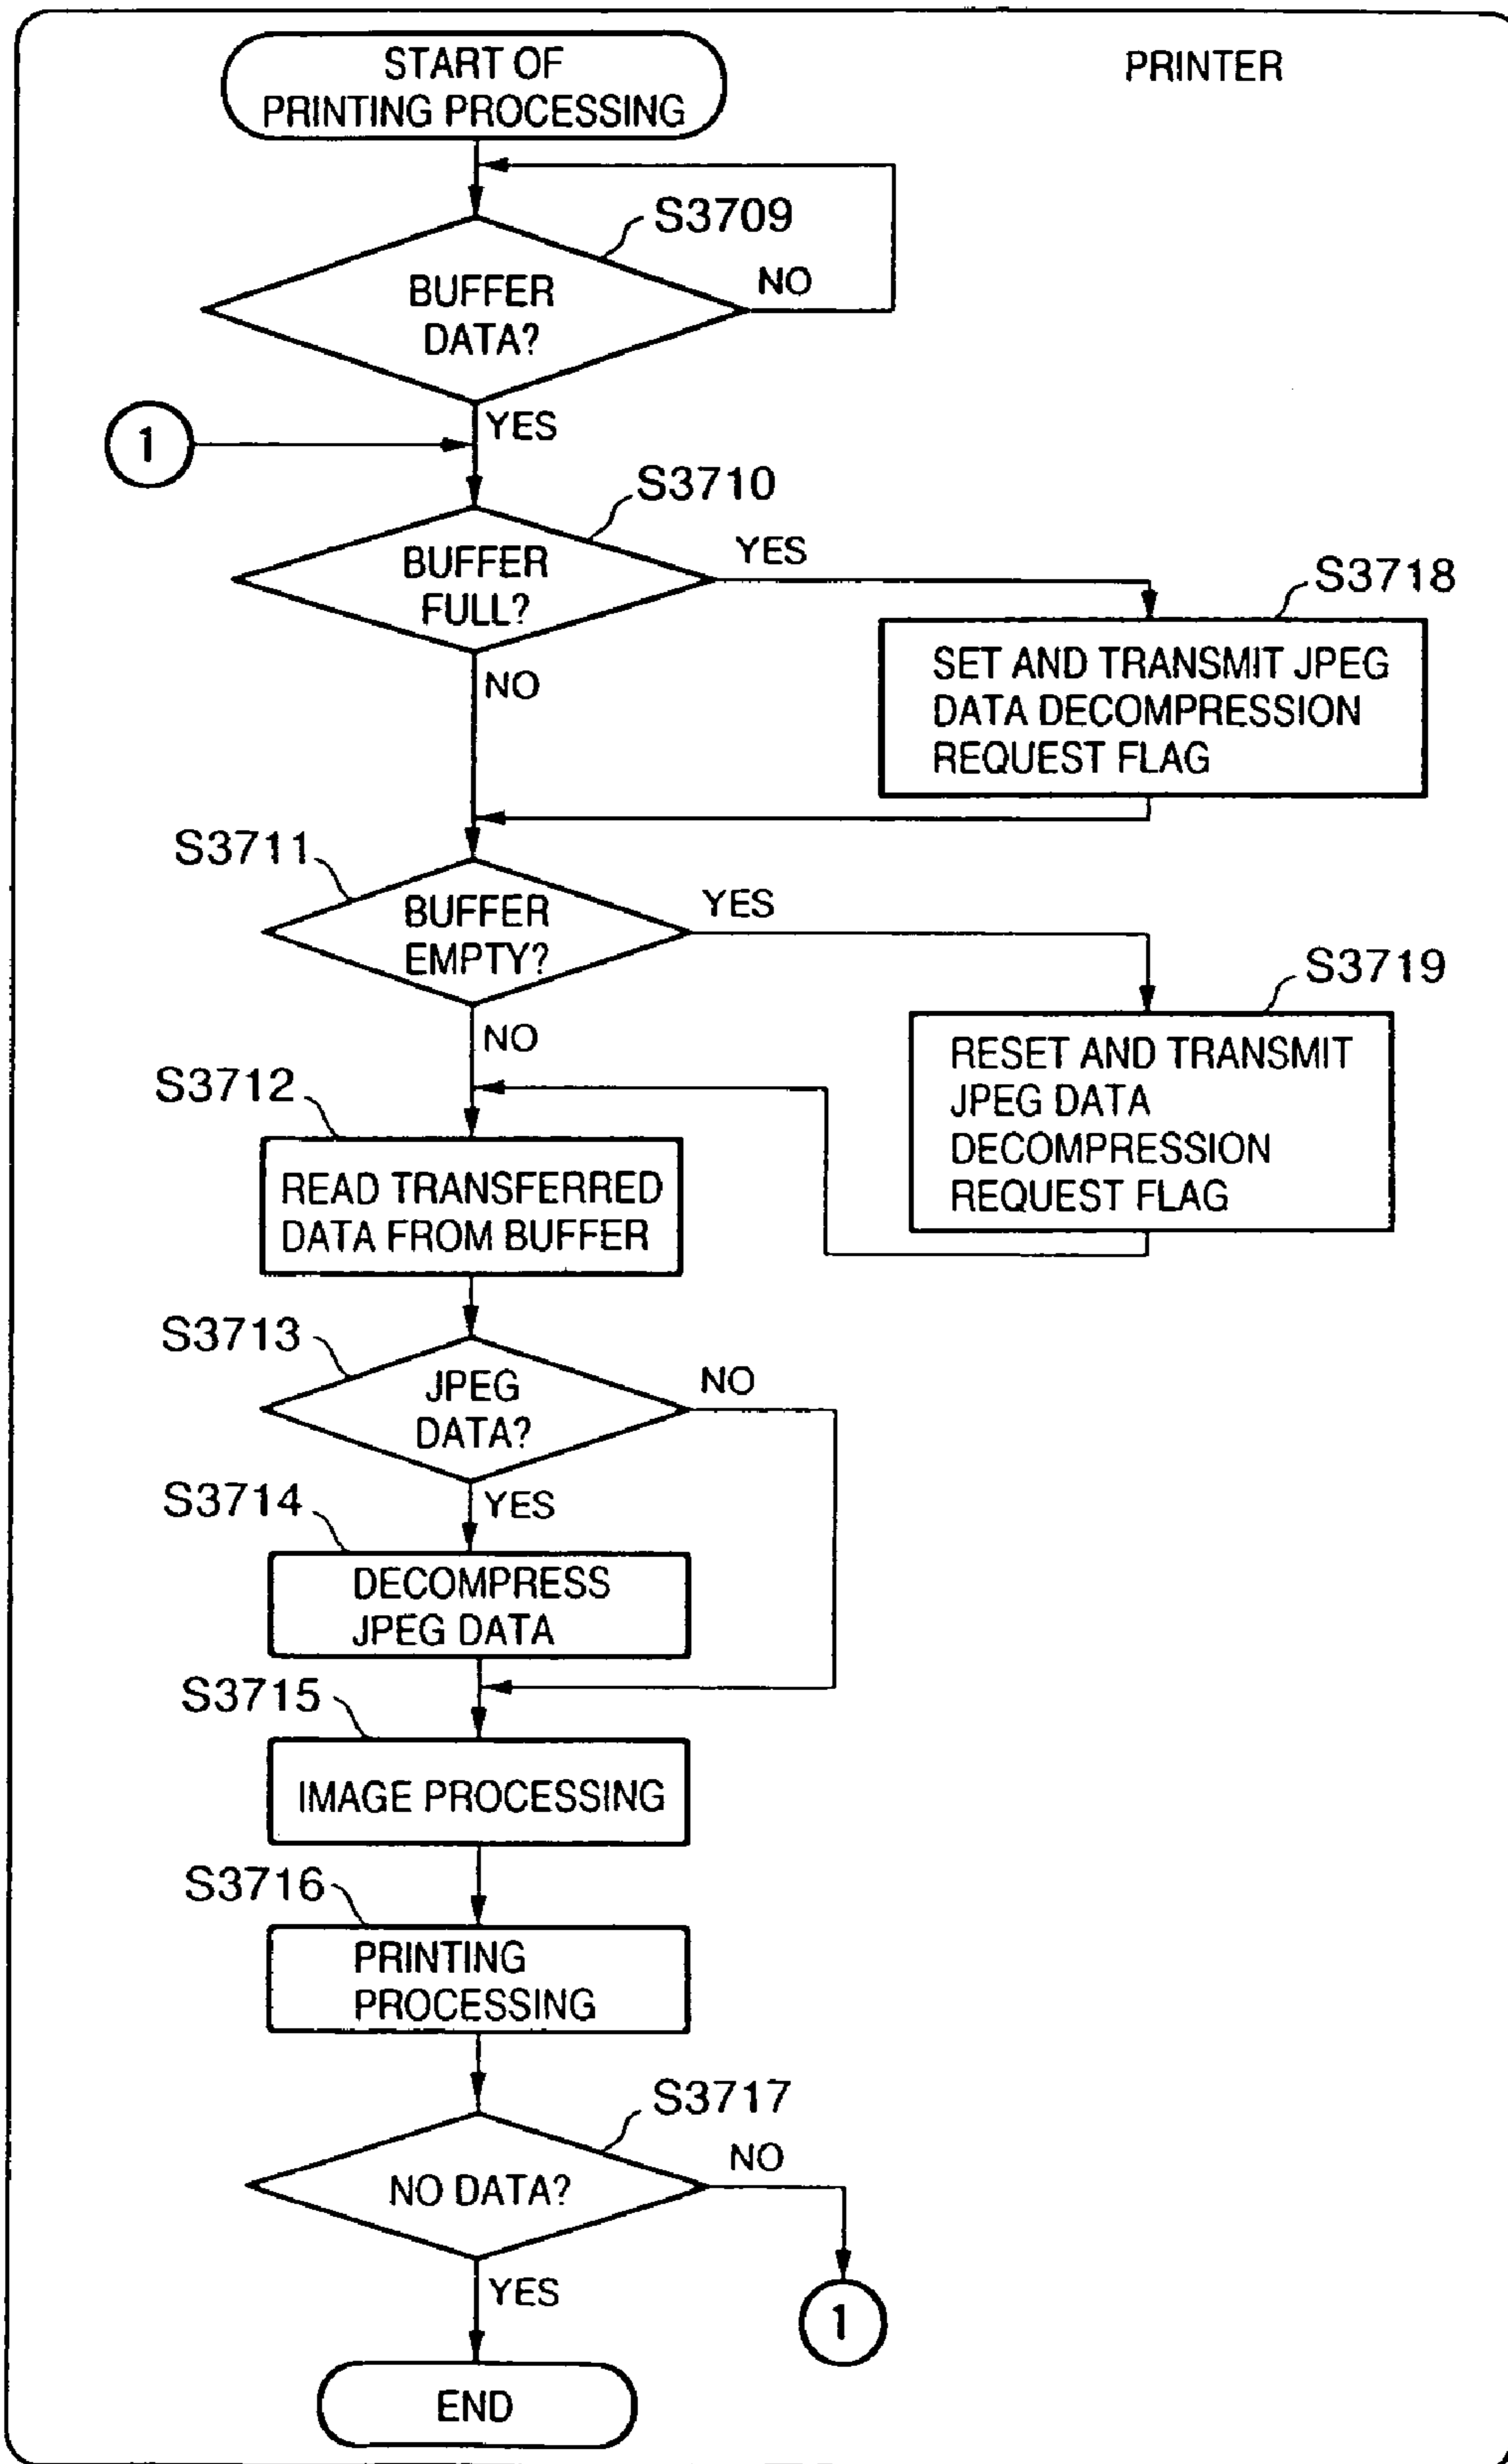 PRINTER
START OF
PRINTING PROCESSING
S3709
BUFFER
DATA?
NO
YES
1
S3710
BUFFER
FULL?
YES
NO
S3718
SET AND TRANSMIT JPEG
DATA DECOMPRESSION
REQUEST FLAG
S3711
BUFFER
EMPTY?
YES
NO
S3719
RESET AND TRANSMIT
JPEG DATA
DECOMPRESSION
REQUEST FLAG
S3712
READ TRANSFERRED
DATA FROM BUFFER
S3713
JPEG
DATA?
NO
YES
S3714
DECOMPRESS
JPEG DATA
S3715
IMAGE PROCESSING
S3716
PRINTING
PROCESSING
S3717
NO DATA?
NO
YES
1
END